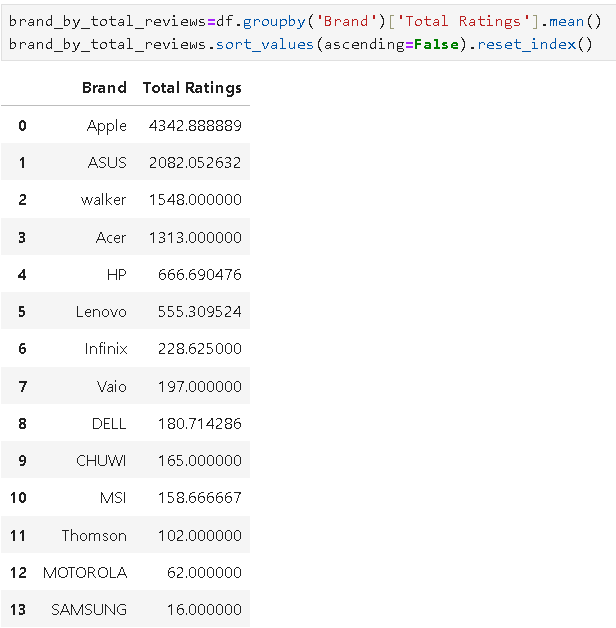 brand_by_total_reviews=df.groupby('Brand')['Total Ratings'].mean()
brand_by_total_reviews.sort_values(ascending=False).reset_index()
Brand Total Ratings
0 Apple 4342.888889
1 ASUS 2082.052632
2 walker 1548.000000
3 Acer 1313.000000
4 HP 666.690476
5 Lenovo 555.309524
6 Infinix 228.625000
7 Vaio 197.000000
8 DELL 180.714286
9 CHUWI 165.000000
10 MSI 158.666667
11 Thomson 102.000000
12 MOTOROLA 62.000000
13 SAMSUNG 16.000000